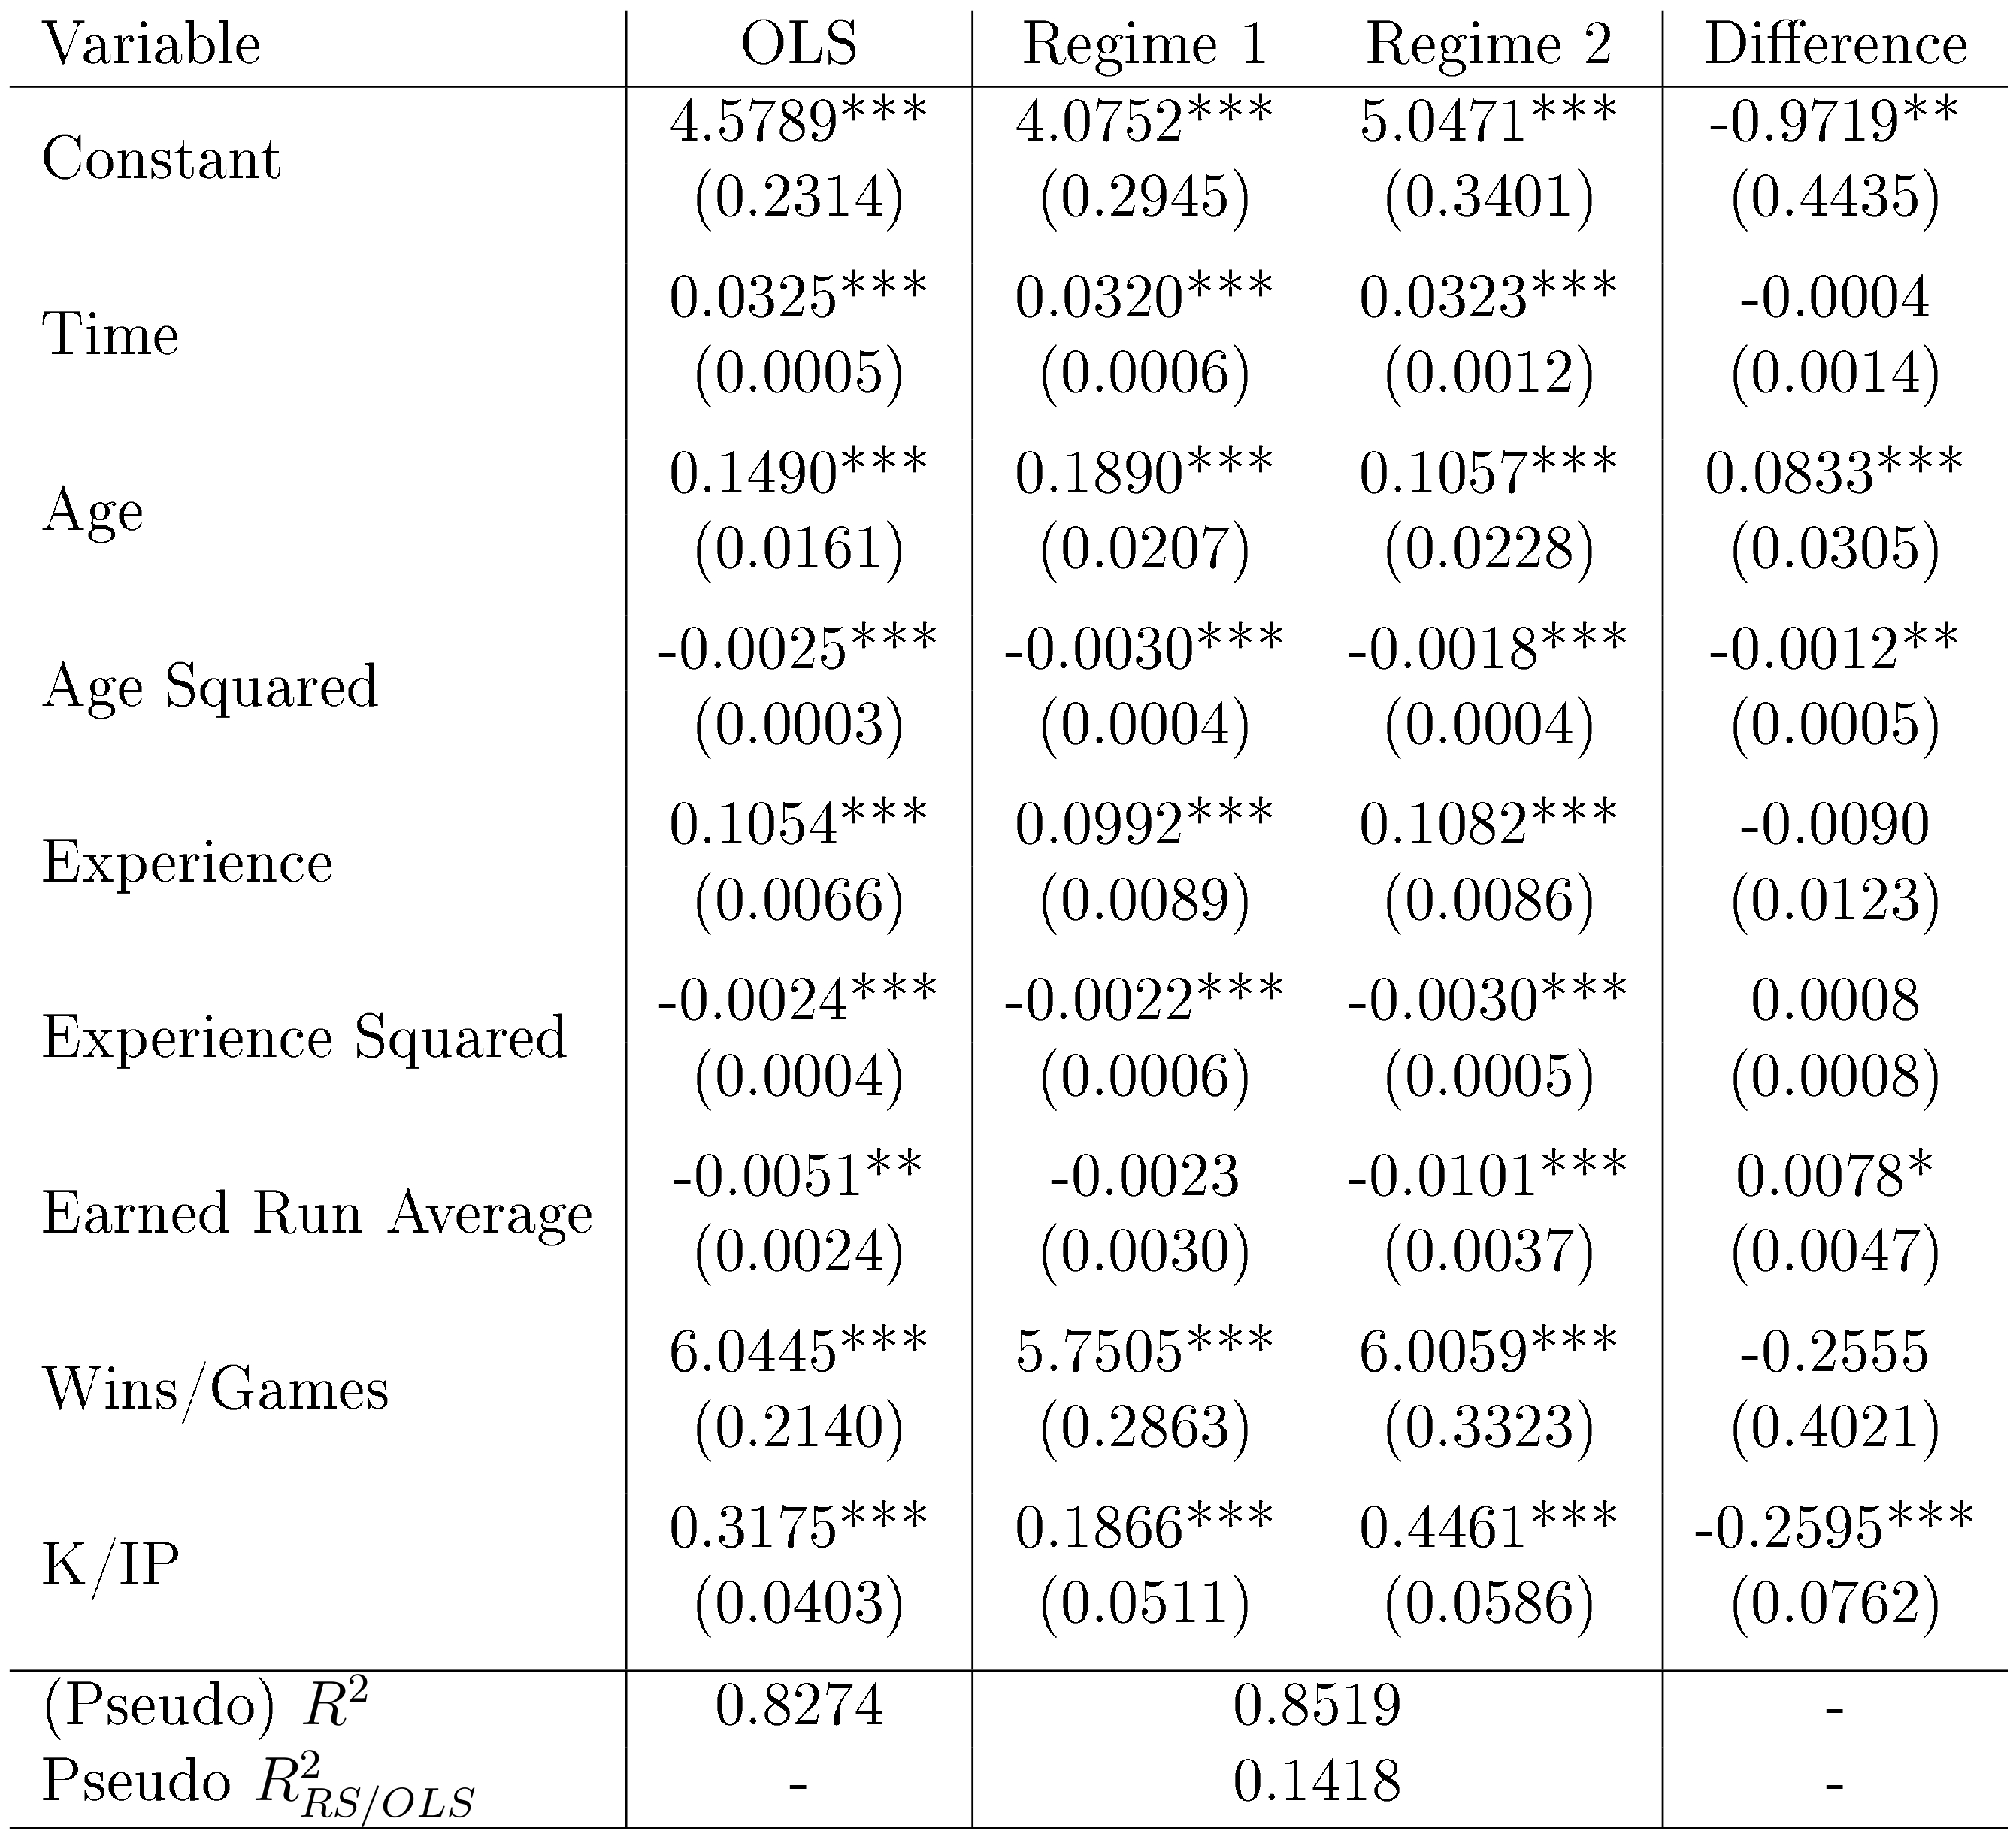 Variable OLS Regime 1 Regime 2 Difference
Constant 4.5789*** 4.0752*** 5.0471*** -0.9719**
(0.2314) (0.2945) (0.3401) (0.4435)
Time 0.0325*** 0.0320*** 0.0323*** -0.0004
(0.0005) (0.0006) (0.0012) (0.0014)
Age 0.1490*** 0.1890*** 0.1057*** 0.0833***
(0.0161) (0.0207) (0.0228) (0.0305)
Age Squared -0.0025*** -0.0030*** -0.0018*** -0.0012**
(0.0003) (0.0004) (0.0004) (0.0005)
Experience 0.1054*** 0.0992*** 0.1082*** -0.0090
(0.0066) (0.0089) (0.0086) (0.0123)
Experience Squared -0.0024*** -0.0022*** -0.0030*** 0.0008
(0.0004) (0.0006) (0.0005) (0.0008)
Earned Run Average -0.0051** -0.0023 -0.0101*** 0.0078*
(0.0024) (0.0030) (0.0037) (0.0047)
Wins/Games 6.0445*** 5.7505*** 6.0059*** -0.2555
(0.2140) (0.2863) (0.3323) (0.4021)
K/IP 0.3175*** 0.1866*** 0.4461*** -0.2595***
(0.0403) (0.0511) (0.0586) (0.0762)
(Pseudo) R² 0.8274 0.8519 -
Pseudo R²_{RS/OLS} - 0.1418 -